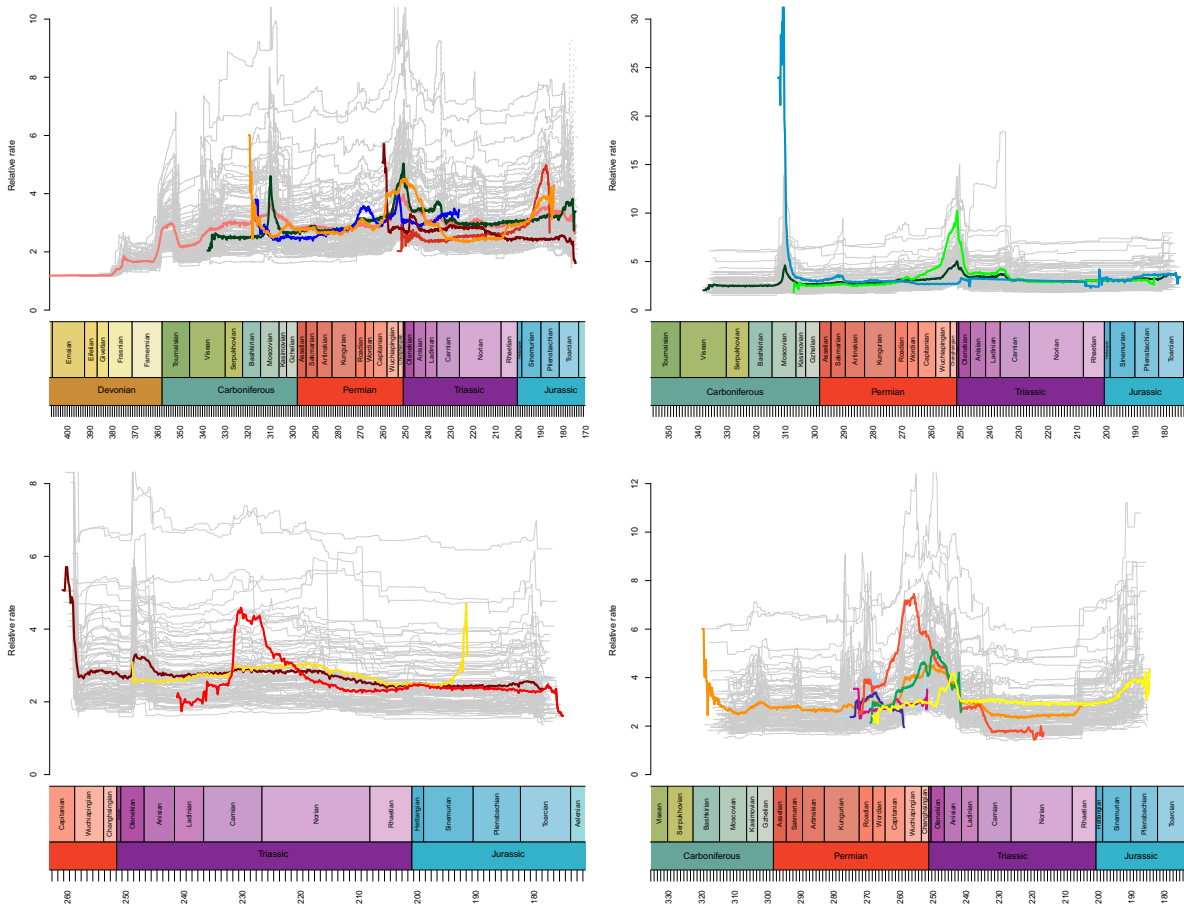 Relative rate
0 2 4 6 8 10
Emsian Eifelian Givetian Frasnian Famennian Tournaisian Visean Serpukhovian Bashkirian Moscovian Kasimovian Gzhelian Asselian Sakmarian Artinskian Kungurian Roadian Wordian Capitanian Wuchiapingian Olenekian Anisian Ladinian Carnian Norian Rhaetian Sinemurian Pliensbachian Toarcian
Devonian Carboniferous Permian Triassic Jurassic
400 390 380 370 360 350 340 330 320 310 300 290 280 270 260 250 240 230 220 210 200 190 180 170
Relative rate
0 5 10 15 20 25 30
Tournaisian Visean Serpukhovian Bashkirian Moscovian Kasimovian Gzhelian Asselian Sakmarian Artinskian Kungurian Roadian Wordian Capitanian Wuchiapingian Olenekian Anisian Ladinian Carnian Norian Rhaetian Sinemurian Pliensbachian Toarcian
Carboniferous Permian Triassic Jurassic
350 340 330 320 310 300 290 280 270 260 250 240 230 220 210 200 190 180
Relative rate
0 2 4 6 8
Capitanian Wuchiapingian Changhsingian Olenekian Anisian Ladinian Carnian Norian Rhaetian Hettangian Sinemurian Pliensbachian Toarcian Aalenian
Triassic Jurassic
260 250 240 230 220 210 200 190 180
Relative rate
0 2 4 6 8 10 12
Visean Serpukhovian Bashkirian Moscovian Kasimovian Gzhelian Asselian Sakmarian Artinskian Kungurian Roadian Wordian Capitanian Wuchiapingian Changhsingian Olenekian Anisian Ladinian Carnian Norian Rhaetian Hettangian Sinemurian Pliensbachian Toarcian
Carboniferous Permian Triassic Jurassic
330 320 310 300 290 280 270 260 250 240 230 220 210 200 190 180